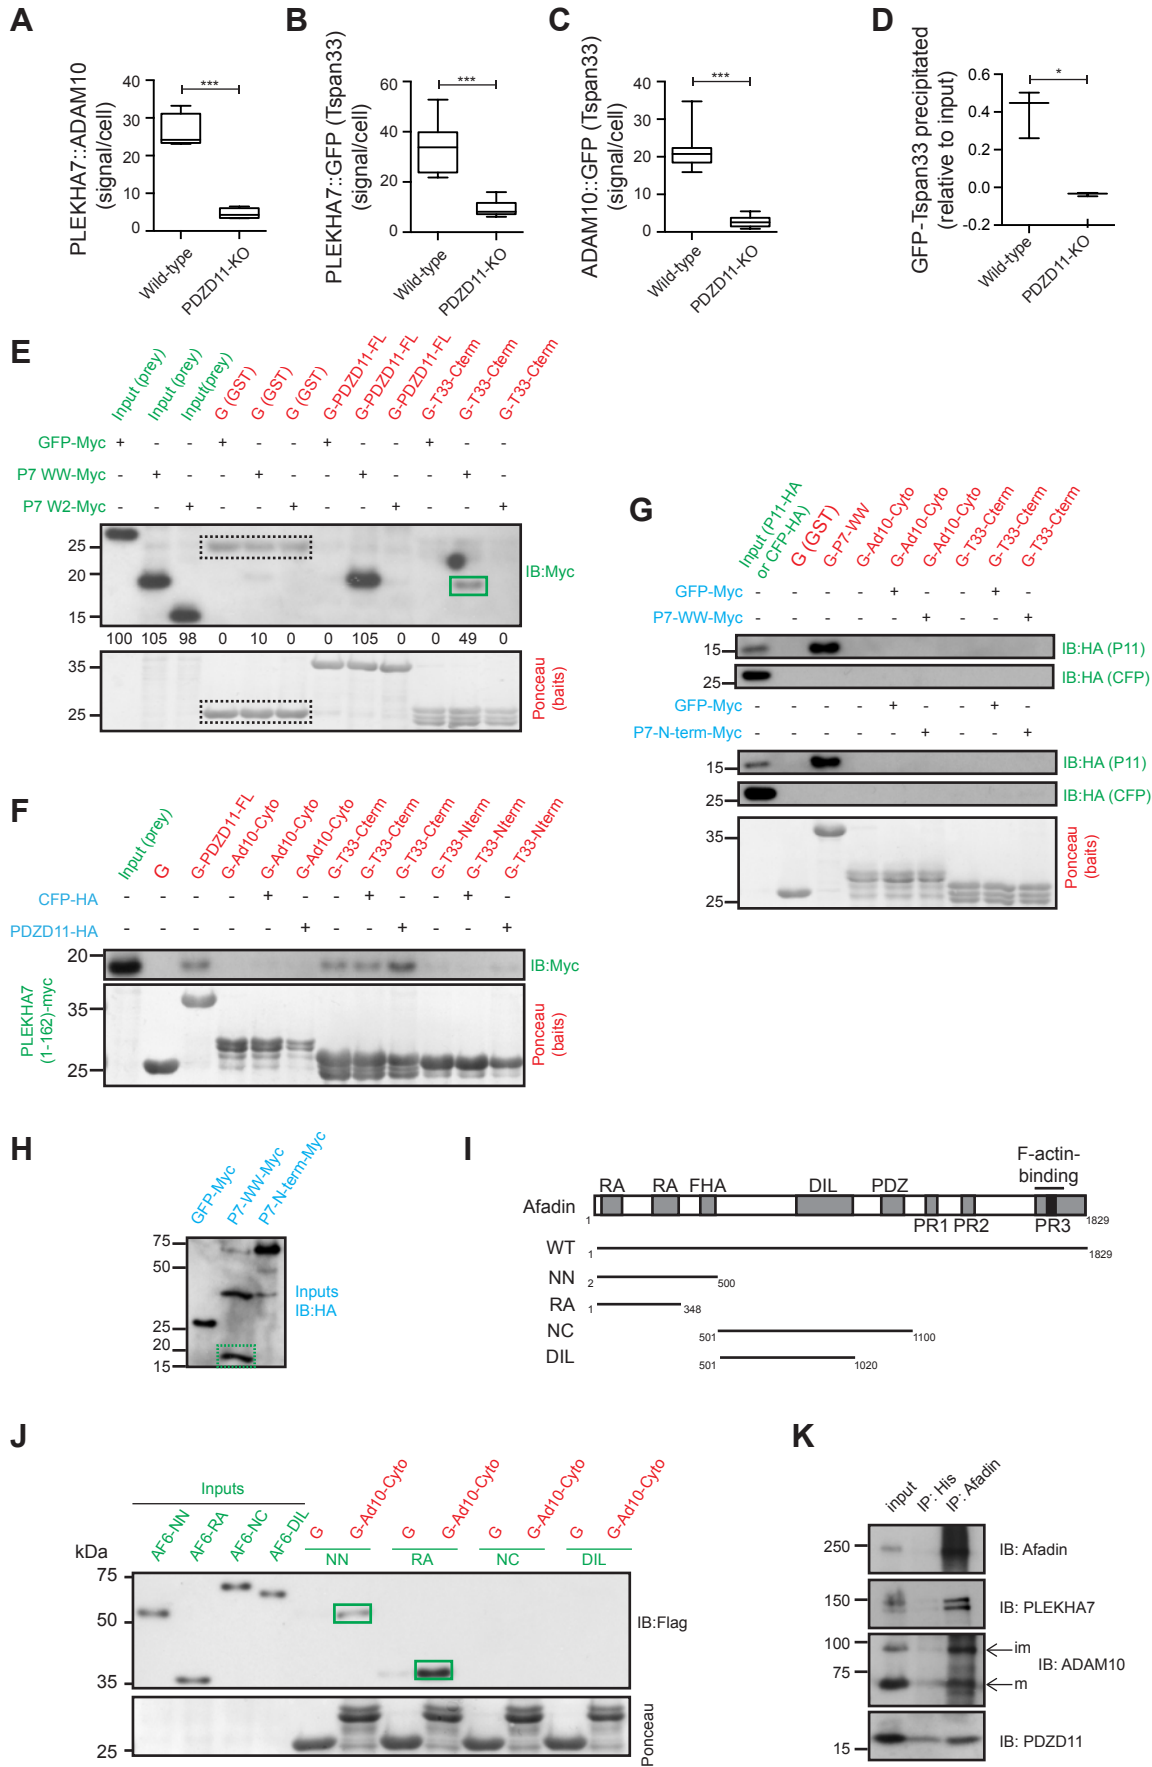 A
PLEKHA7::ADAM10
(signal/cell)
40
30
20
10
0
***
Wild-type
PDZD11-KO
B
PLEKHA7::GFP (Tspan33)
(signal/cell)
60
40
20
0
***
Wild-type
PDZD11-KO
C
ADAM10::GFP (Tspan33)
(signal/cell)
40
30
20
10
0
***
Wild-type
PDZD11-KO
D
GFP-Tspan33 precipitated
(relative to input)
0.6
0.4
0.2
0.0
-0.2
*
Wild-type
PDZD11-KO
E
Input (prey)
Input (prey)
Input(prey)
G (GST)
G (GST)
G (GST)
G-PDZD11-FL
G-PDZD11-FL
G-PDZD11-FL
G-T33-Cterm
G-T33-Cterm
G-T33-Cterm
GFP-Myc + - - + - - + - - + - -
P7 WW-Myc - + - - + - - + - - + -
P7 W2-Myc - - + - - + - - + - - +
25
20
15
IB:Myc
100 105 98 0 10 0 0 105 0 0 49 0
35
25
Ponceau
(baits)
F
Input (prey)
G
G-PDZD11-FL
G-Ad10-Cyto
G-Ad10-Cyto
G-Ad10-Cyto
G-T33-Cterm
G-T33-Cterm
G-T33-Cterm
G-T33-Nterm
G-T33-Nterm
G-T33-Nterm
CFP-HA - - - - + - - + - - + -
PDZD11-HA - - - - - + - - + - - +
20
IB:Myc
PLEKHA7
(1-162)-myc
35
25
Ponceau
(baits)
G
Input (P11-HA
or CFP-HA)
G (GST)
G-P7-WW
G-Ad10-Cyto
G-Ad10-Cyto
G-Ad10-Cyto
G-T33-Cterm
G-T33-Cterm
G-T33-Cterm
GFP-Myc - - - - + - - + -
P7-WW-Myc - - - - - + - - +
15
IB:HA (P11)
25
IB:HA (CFP)
GFP-Myc - - - - + - - + -
P7-N-term-Myc - - - - - + - - +
15
IB:HA (P11)
25
IB:HA (CFP)
35
25
Ponceau
(baits)
H
GFP-Myc
P7-WW-Myc
P7-N-term-Myc
75
50
25
20
15
Inputs
IB:HA
I
F-actin-
binding
RA RA FHA DIL PDZ
Afadin
1 PR1 PR2 PR3 1829
WT 1 1829
NN 2 500
RA 1 348
NC 501 1100
DIL 501 1020
J
Inputs
AF6-NN
AF6-RA
AF6-NC
AF6-DIL
G
G-Ad10-Cyto
G
G-Ad10-Cyto
G
G-Ad10-Cyto
G
G-Ad10-Cyto
NN RA NC DIL
kDa
75
50
35
IB:Flag
25
Ponceau
K
input
IP: His
IP: Afadin
250
IB: Afadin
150
IB: PLEKHA7
100
75
im
IB: ADAM10
m
15
IB: PDZD11